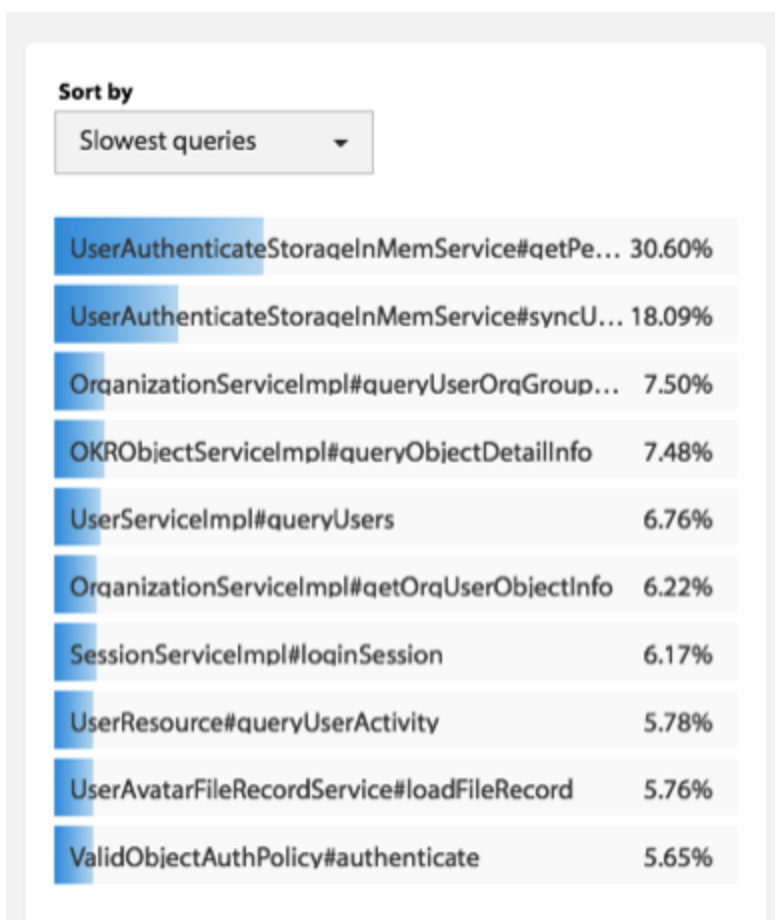 Sort by
Slowest queries
UserAuthenticateStorageInMemService#getPe... 30.60%
UserAuthenticateStorageInMemService#syncU... 18.09%
OrganizationServiceImpl#queryUserOrgGroup... 7.50%
OKRObjectServiceImpl#queryObjectDetailInfo 7.48%
UserServiceImpl#queryUsers 6.76%
OrganizationServiceImpl#getOrgUserObjectInfo 6.22%
SessionServiceImpl#loginSession 6.17%
UserResource#queryUserActivity 5.78%
UserAvatarFileRecordService#loadFileRecord 5.76%
ValidObjectAuthPolicy#authenticate 5.65%